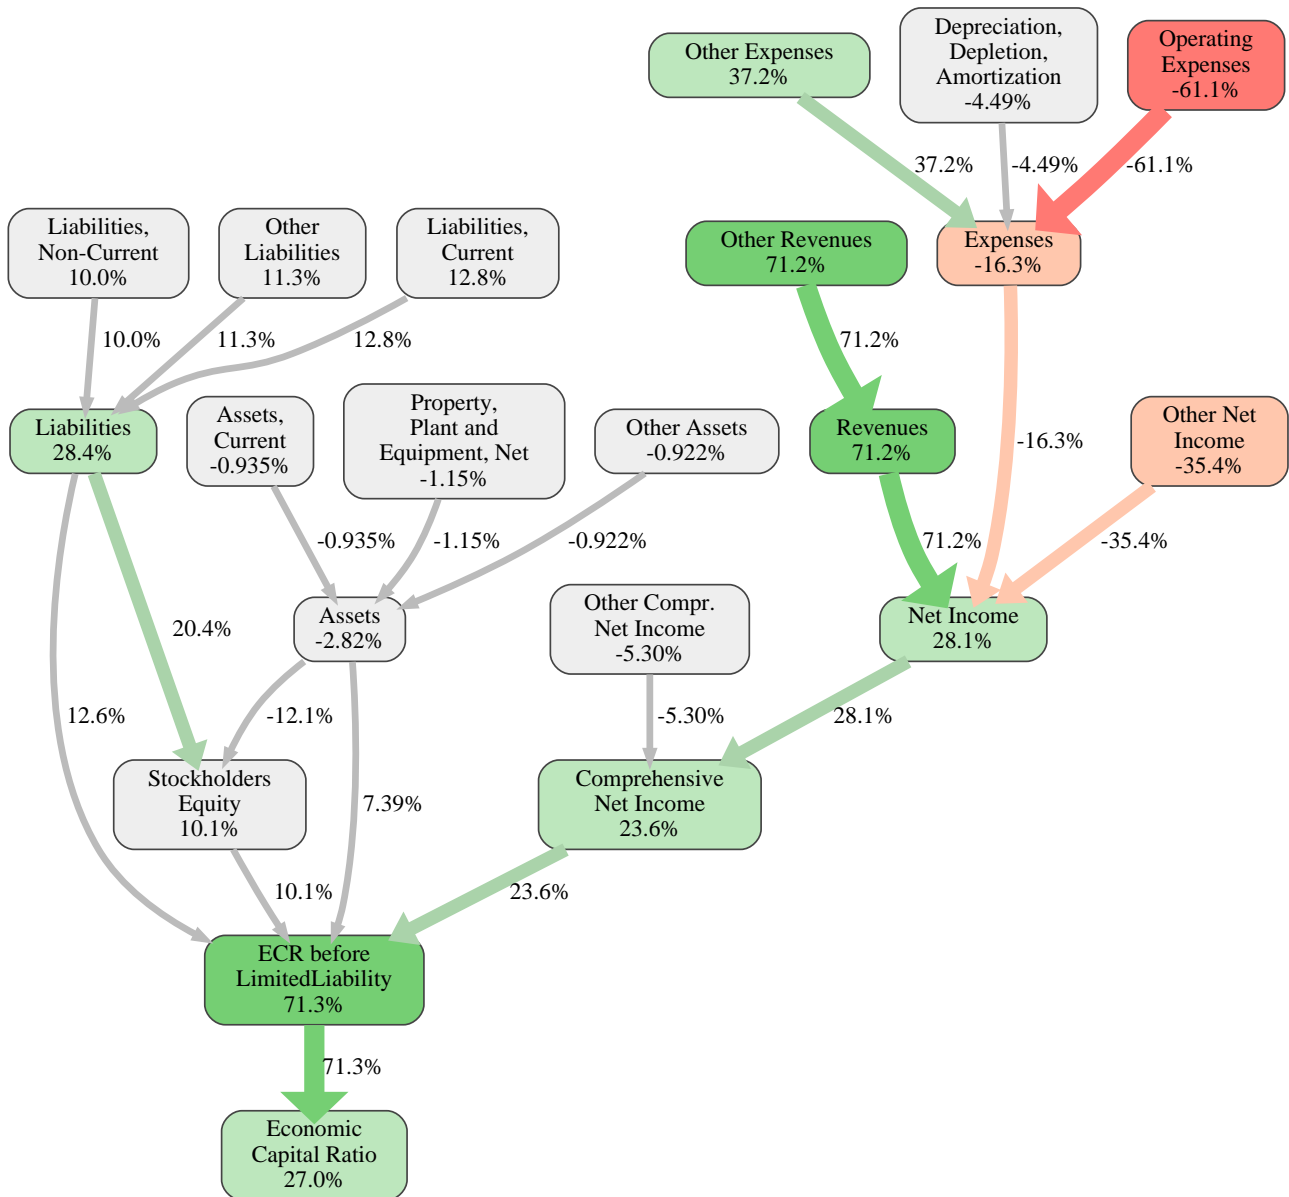 Other Expenses
37.2%
Depreciation,
Depletion,
Amortization
-4.49%
Operating
Expenses
-61.1%
37.2%
-4.49%
-61.1%
Liabilities,
Non-Current
10.0%
Other
Liabilities
11.3%
Liabilities,
Current
12.8%
Other Revenues
71.2%
Expenses
-16.3%
10.0%
11.3%
12.8%
71.2%
Liabilities
28.4%
Assets,
Current
-0.935%
Property,
Plant and
Equipment, Net
-1.15%
Other Assets
-0.922%
Revenues
71.2%
-16.3%
Other Net
Income
-35.4%
-0.935%
-1.15%
-0.922%
71.2%
-35.4%
20.4%
Assets
-2.82%
Other Compr.
Net Income
-5.30%
Net Income
28.1%
12.6%
-12.1%
-5.30%
28.1%
Stockholders
Equity
10.1%
7.39%
Comprehensive
Net Income
23.6%
10.1%
23.6%
ECR before
LimitedLiability
71.3%
71.3%
Economic
Capital Ratio
27.0%